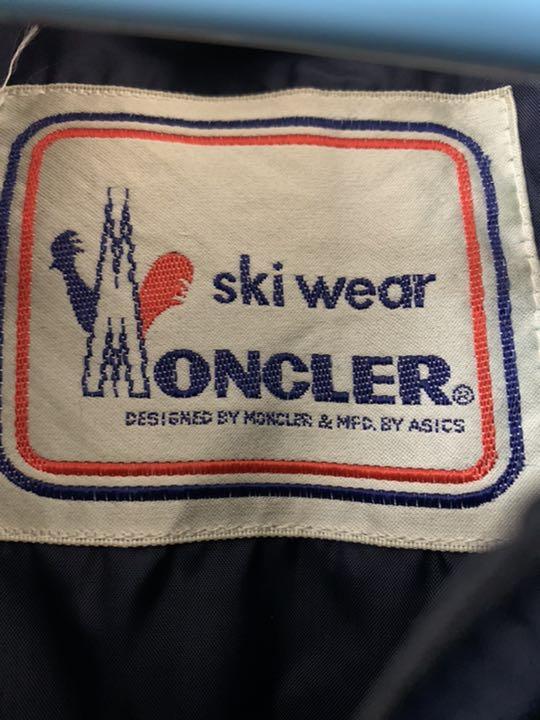 ski wear
MONCLER®
DESIGNED BY MONCLER & MFD. BY ASICS